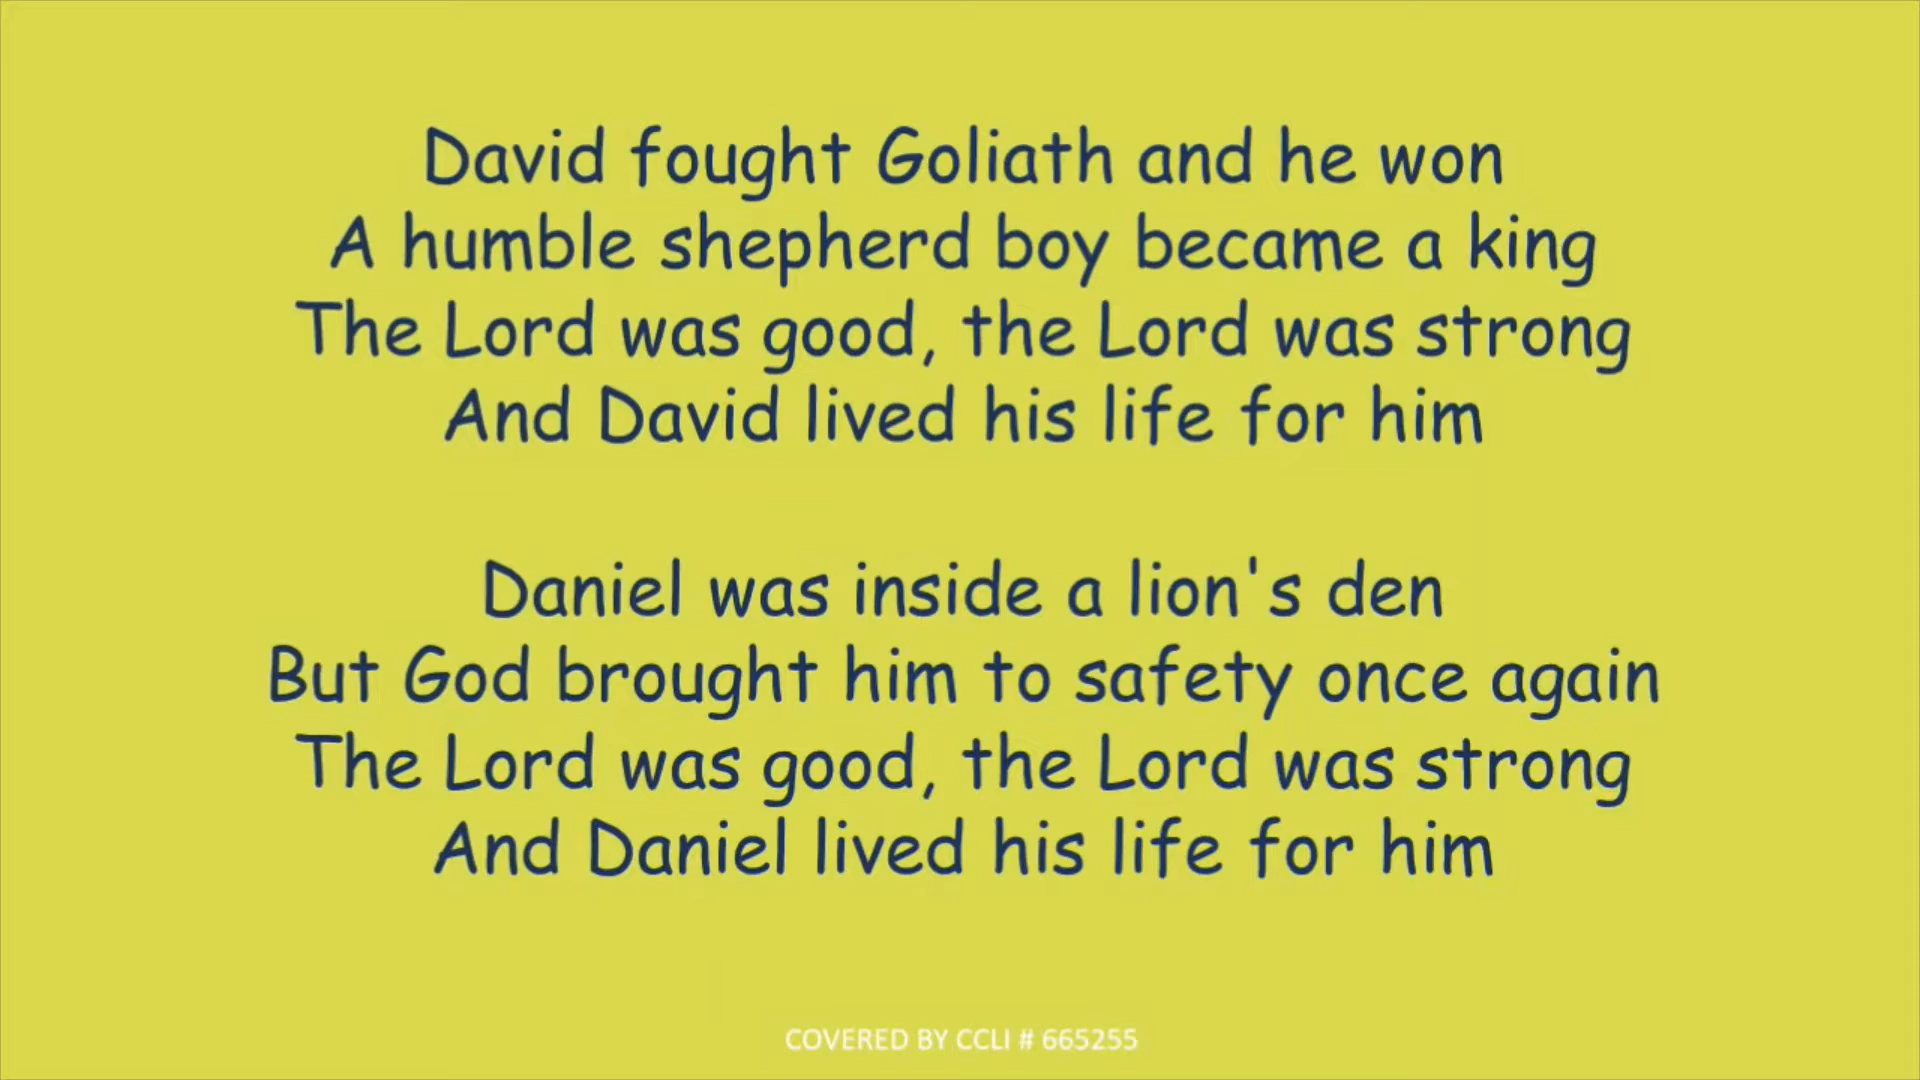 David fought Goliath and he won
A humble shepherd boy became a king
The Lord was good, the Lord was strong
And David lived his life for him
Daniel was inside a lion's den
But God brought him to safety once again
The Lord was good, the Lord was strong
And Daniel lived his life for him
COVERED BY CCLI # 665255